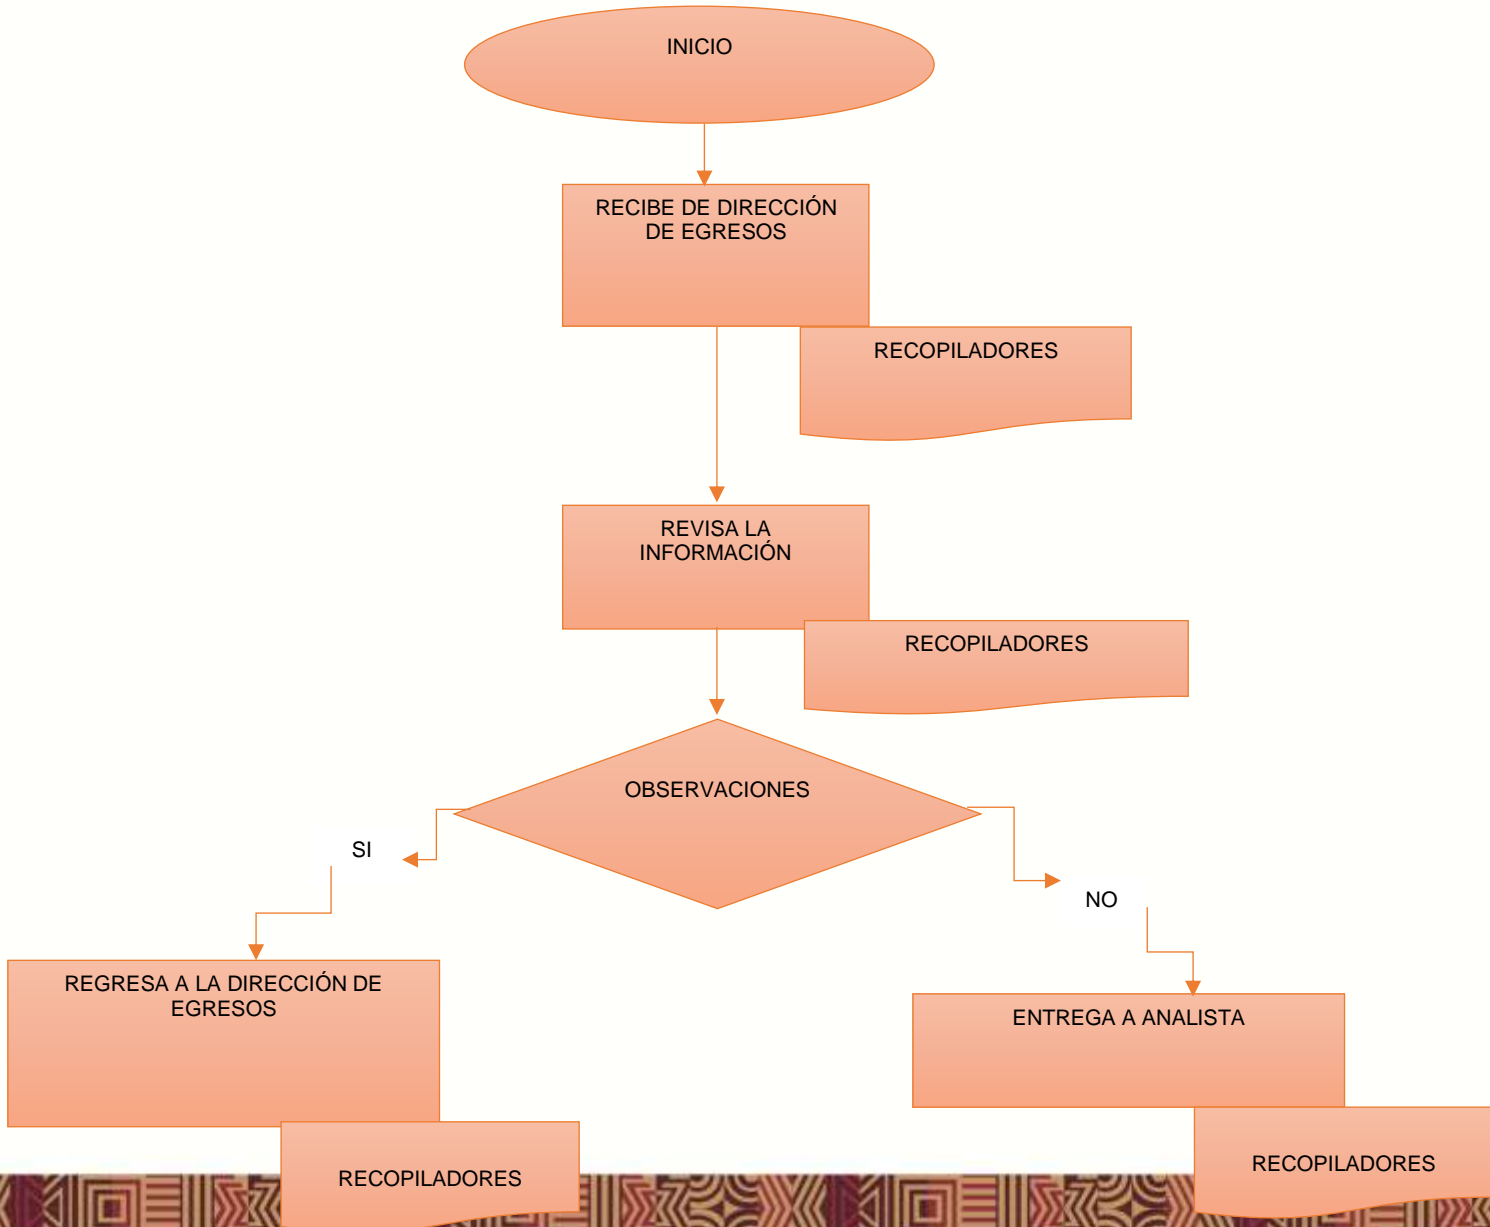 INICIO
RECIBE DE DIRECCIÓN
DE EGRESOS
RECOPILADORES
REVISA LA
INFORMACIÓN
RECOPILADORES
OBSERVACIONES
SI
NO
REGRESA A LA DIRECCIÓN DE
EGRESOS
ENTREGA A ANALISTA
RECOPILADORES
RECOPILADORES